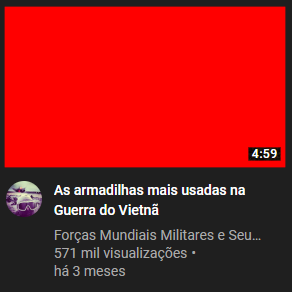 4:59
As armadilhas mais usadas na
Guerra do Vietnã
Forças Mundiais Militares e Seu...
571 mil visualizações •
há 3 meses